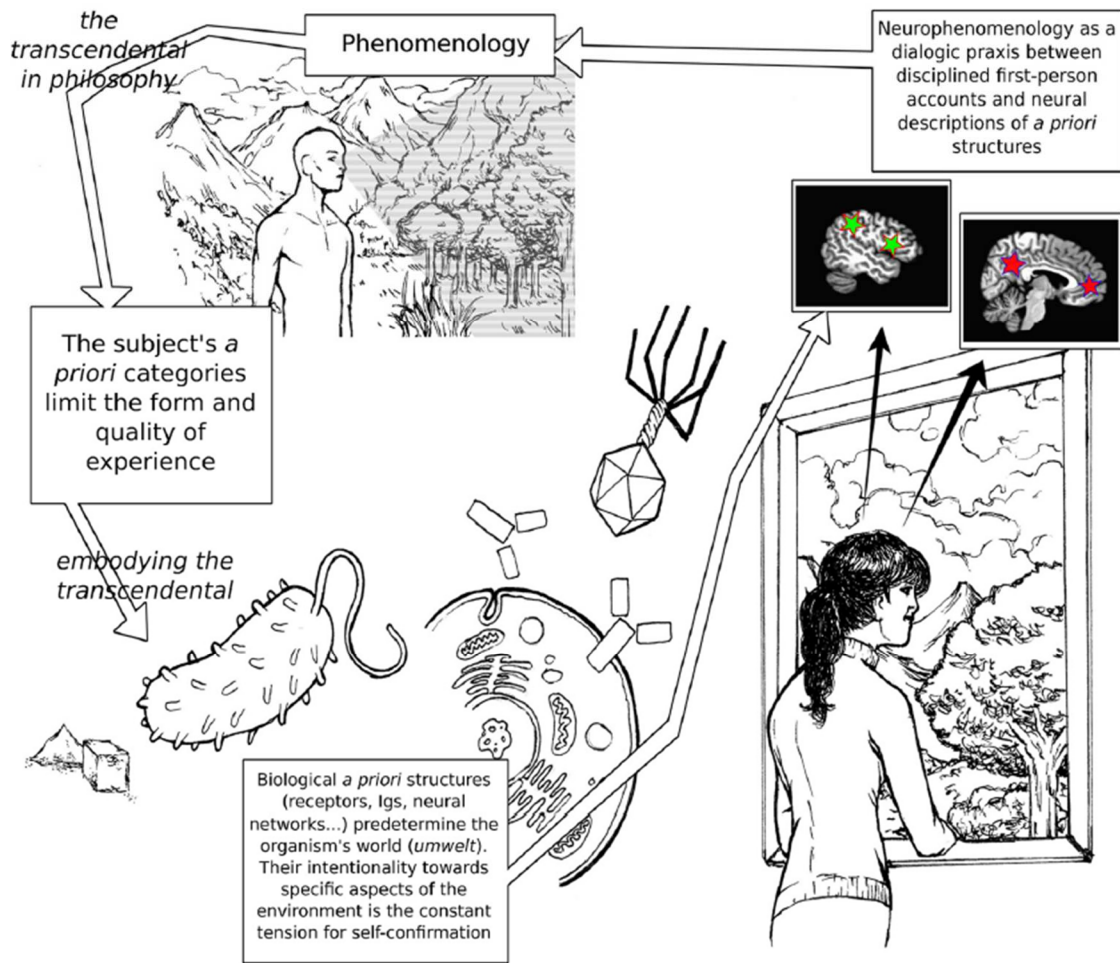 the
transcendental
in philosophy
Phenomenology
Neurophenomenology as a
dialogic praxis between
disciplined first-person
accounts and neural
descriptions of a priori
structures
The subject's a
priori categories
limit the form and
quality of
experience
embodying the
transcendental
Biological a priori structures
(receptors, Igs, neural
networks...) predetermine the
organism's world (umwelt).
Their intentionality towards
specific aspects of the
environment is the constant
tension for self-confirmation